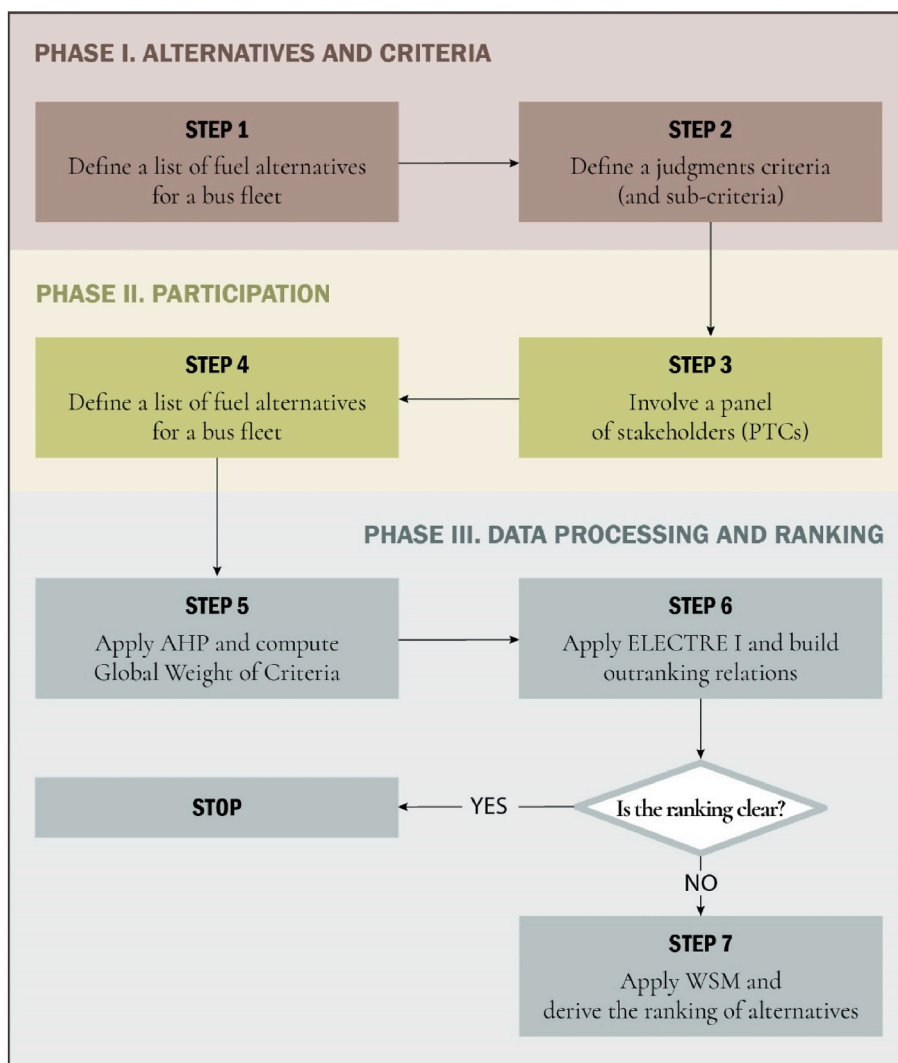 PHASE I. ALTERNATIVES AND CRITERIA
STEP 1
Define a list of fuel alternatives
for a bus fleet
STEP 2
Define a judgments criteria
(and sub-criteria)
PHASE II. PARTICIPATION
STEP 3
Involve a panel
of stakeholders (PTCs)
STEP 4
Define a list of fuel alternatives
for a bus fleet
PHASE III. DATA PROCESSING AND RANKING
STEP 5
Apply AHP and compute
Global Weight of Criteria
STEP 6
Apply ELECTRE I and build
outranking relations
Is the ranking clear?
YES
STOP
NO
STEP 7
Apply WSM and
derive the ranking of alternatives